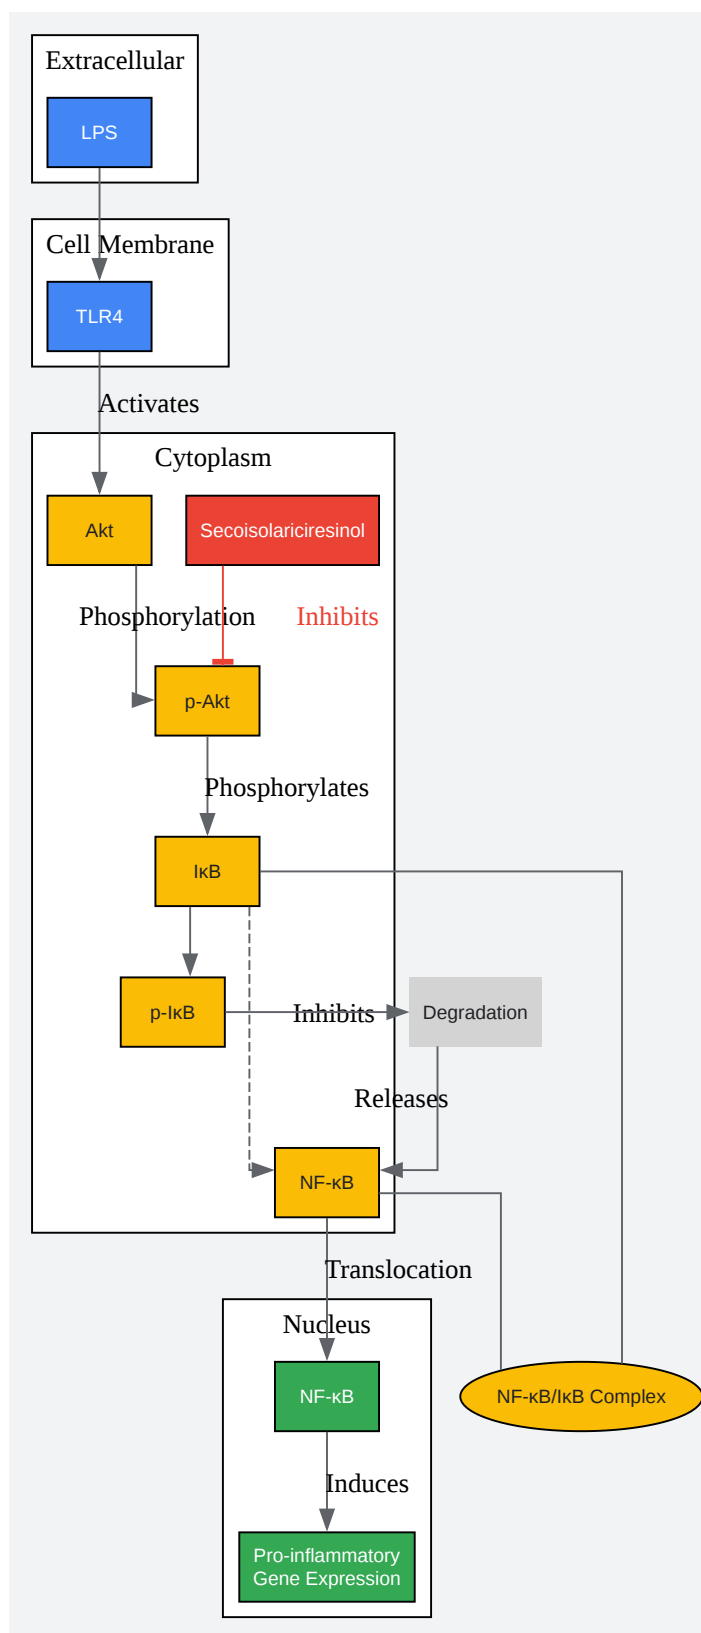 Extracellular
LPS
Cell Membrane
TLR4
Activates
Cytoplasm
Akt
Secoisolariciresinol
Phosphorylation
Inhibits
p-Akt
Phosphorylates
IκB
p-IκB
Inhibits
Degradation
Releases
NF-κB
Translocation
Nucleus
NF-κB
NF-κB/IκB Complex
Induces
Pro-inflammatory
Gene Expression